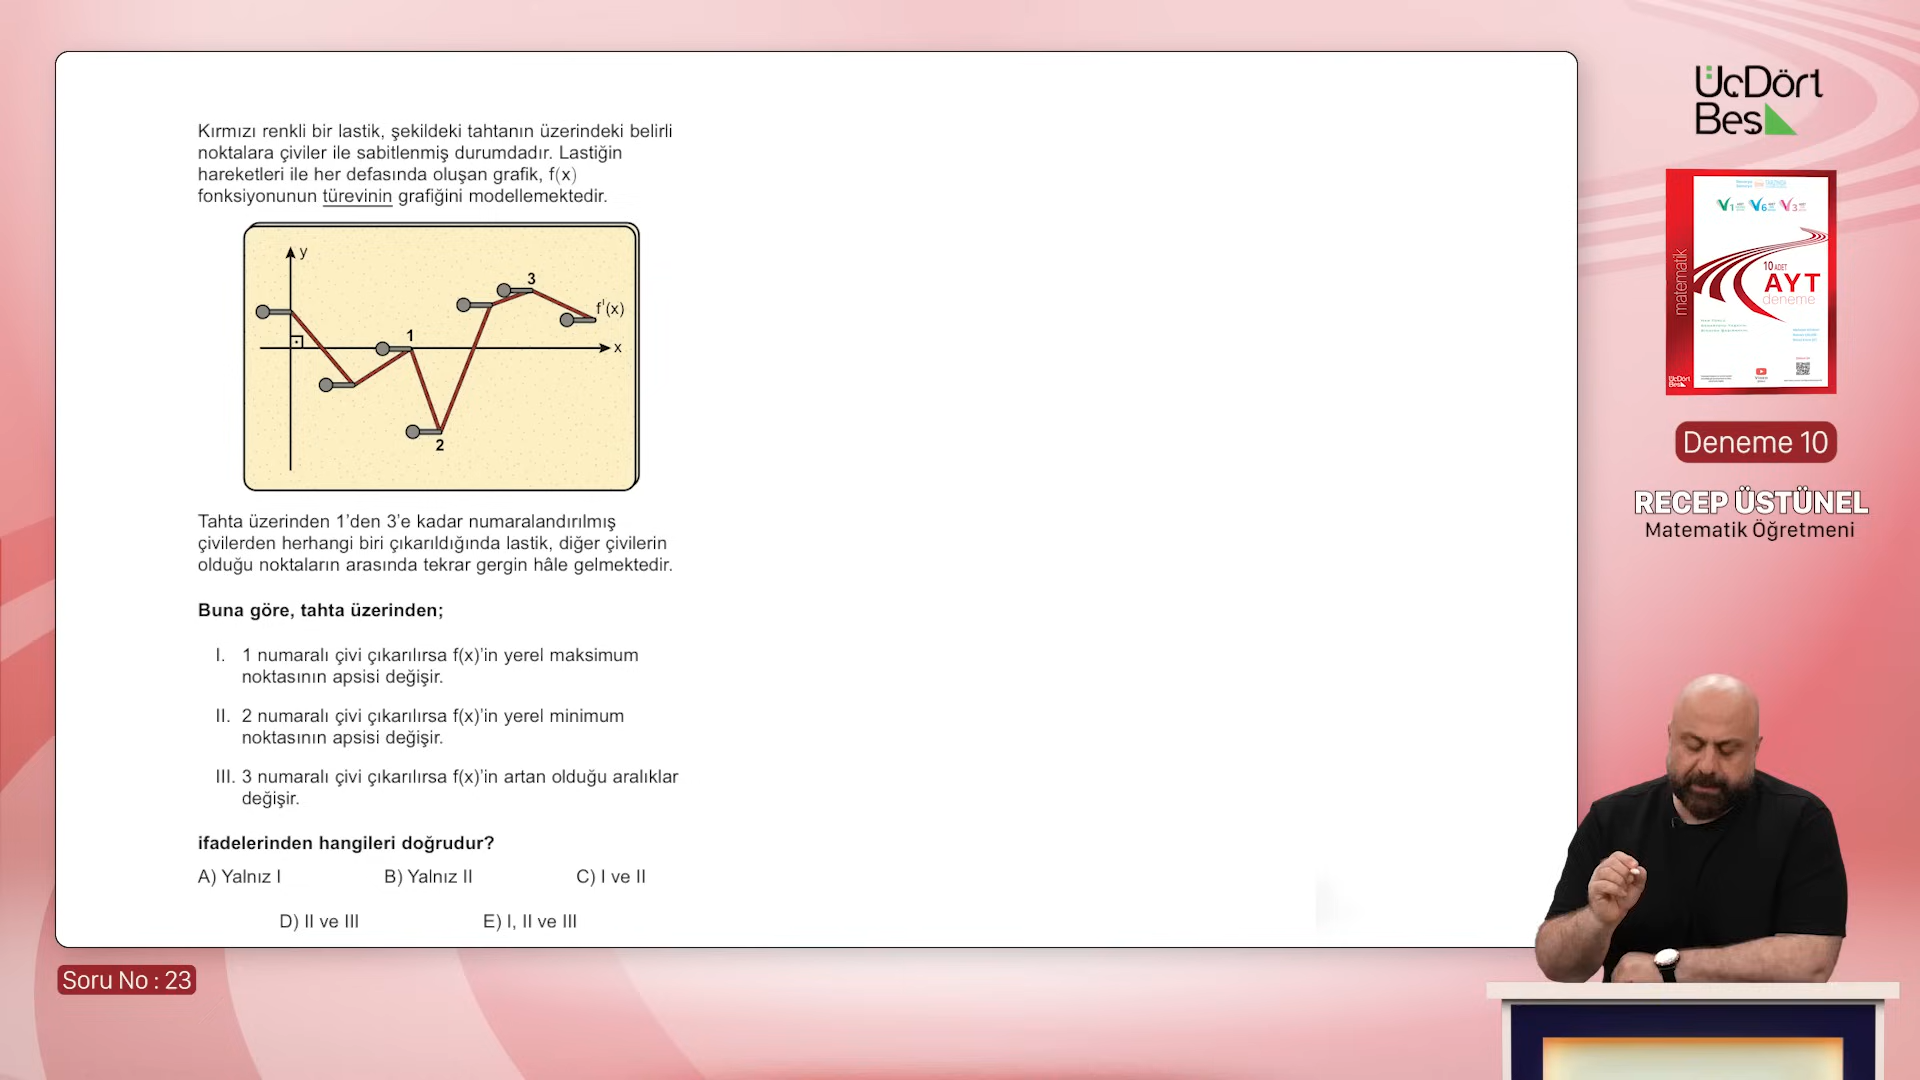 Kırmızı renkli bir lastik, şekildeki tahtanın üzerindeki belirli
noktalara çiviler ile sabitlenmiş durumdadır. Lastiğin
hareketleri ile her defasında oluşan grafik, f(x)
fonksiyonunun türevinin grafiğini modellemektedir.
y
3
f'(x)
1
x
2
Tahta üzerinden 1'den 3'e kadar numaralandırılmış
çivilerden herhangi biri çıkarıldığında lastik, diğer çivilerin
olduğu noktaların arasında tekrar gergin hâle gelmektedir.
Buna göre, tahta üzerinden;
I. 1 numaralı çivi çıkarılırsa f(x)'in yerel maksimum
noktasının apsisi değişir.
II. 2 numaralı çivi çıkarılırsa f(x)'in yerel minimum
noktasının apsisi değişir.
III. 3 numaralı çivi çıkarılırsa f(x)'in artan olduğu aralıklar
değişir.
ifadelerinden hangileri doğrudur?
A) Yalnız I B) Yalnız II C) I ve II
D) II ve III E) I, II ve III
Soru No : 23
ÜçDört
Beş
matematik
V1 V6 V3
10 ADET
AYT
deneme
ÜçDört
Beş
Deneme 10
RECEP ÜSTÜNEL
Matematik Öğretmeni